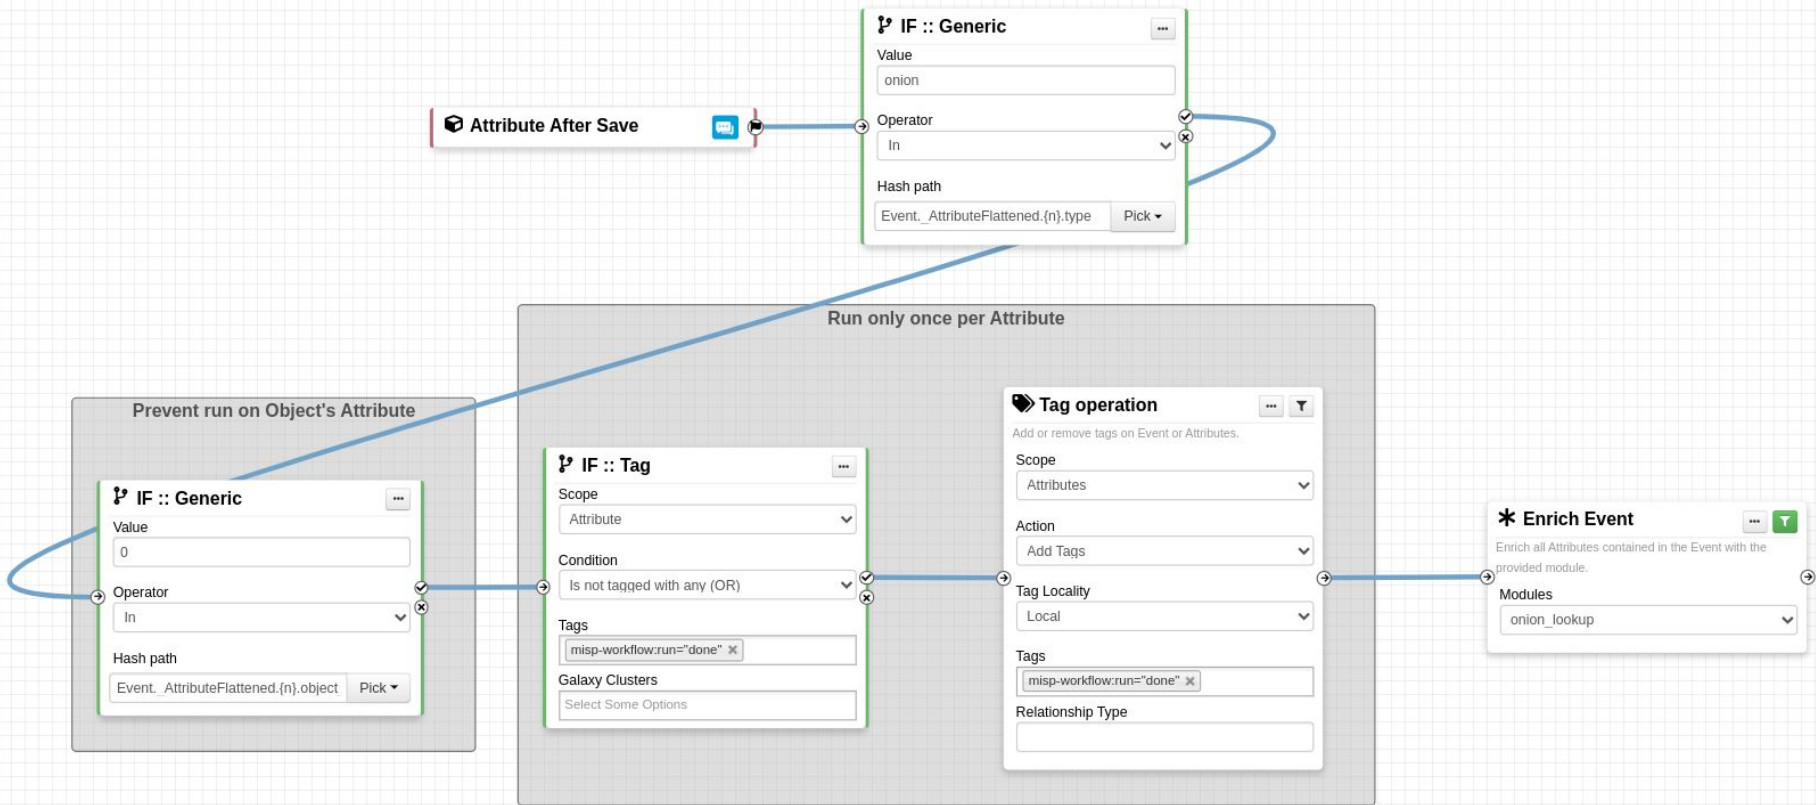 IF :: Generic
...
Value
onion
Attribute After Save
Operator
In
Hash path
Event._AttributeFlattened.{n}.type
Pick
Run only once per Attribute
Prevent run on Object's Attribute
IF :: Generic
...
Value
0
Operator
In
Hash path
Event._AttributeFlattened.{n}.object_
Pick
IF :: Tag
...
Scope
Attribute
Condition
Is not tagged with any (OR)
Tags
misp-workflow:run="done"
Galaxy Clusters
Select Some Options
Tag operation
...
Add or remove tags on Event or Attributes.
Scope
Attributes
Action
Add Tags
Tag Locality
Local
Tags
misp-workflow:run="done"
Relationship Type
Enrich Event
...
Enrich all Attributes contained in the Event with the
provided module.
Modules
onion_lookup